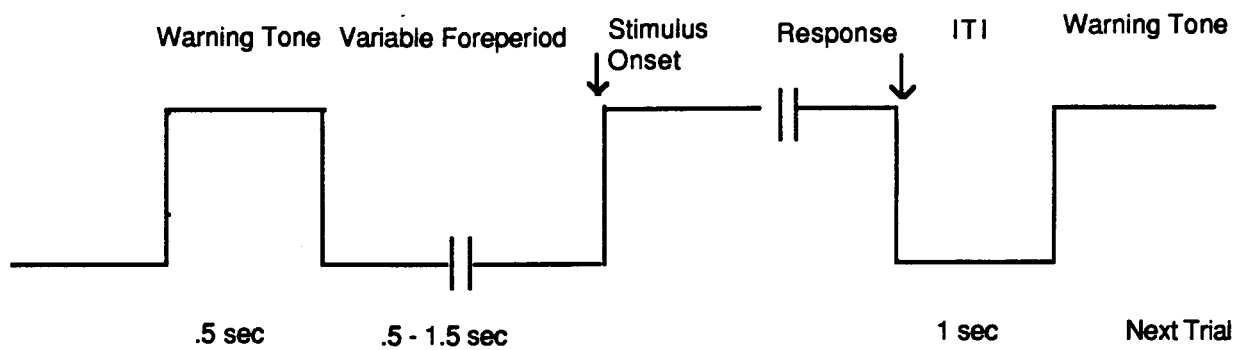 Warning Tone Variable Foreperiod Stimulus Onset Response ITI Warning Tone
.5 sec .5 - 1.5 sec 1 sec Next Trial